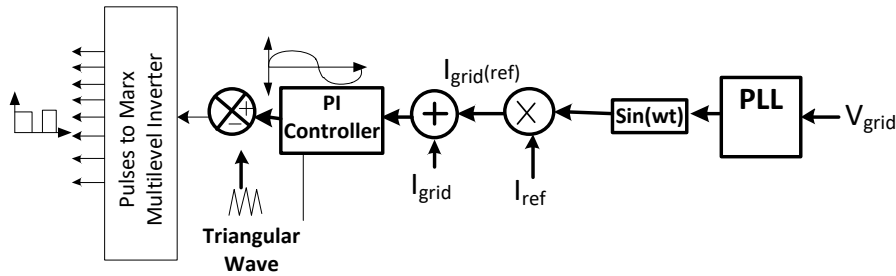 Pulses to Marx
Multilevel Inverter
+
−
Triangular
Wave
PI
Controller
I grid(ref)
+
I grid
×
I ref
Sin(wt)
PLL
V grid